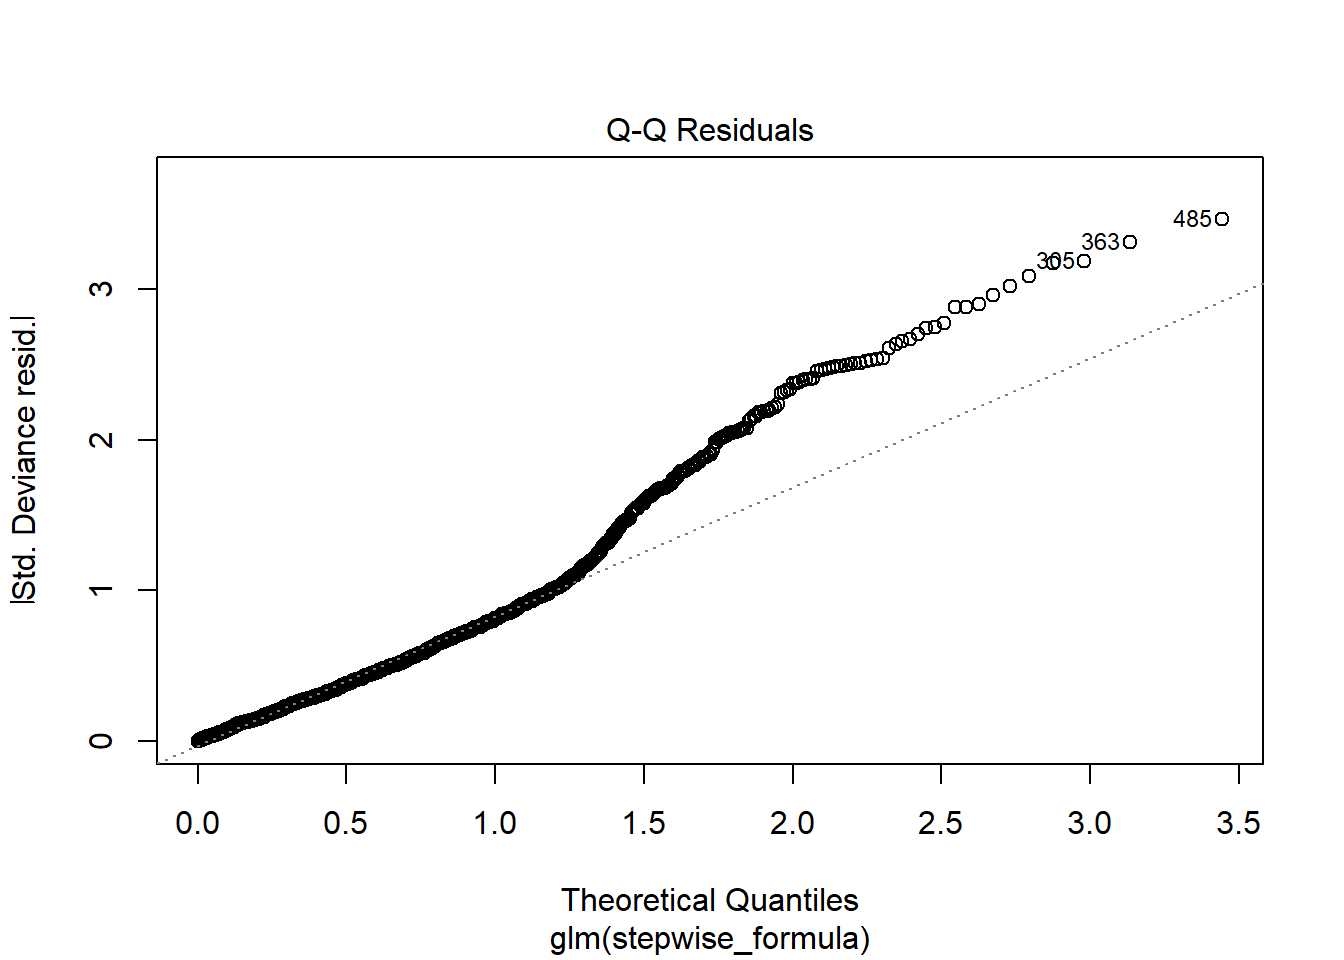 Q-Q Residuals
|Std. Deviance resid.|
3
2
1
0
485
363
305
0.0 0.5 1.0 1.5 2.0 2.5 3.0 3.5
Theoretical Quantiles
glm(stepwise_formula)